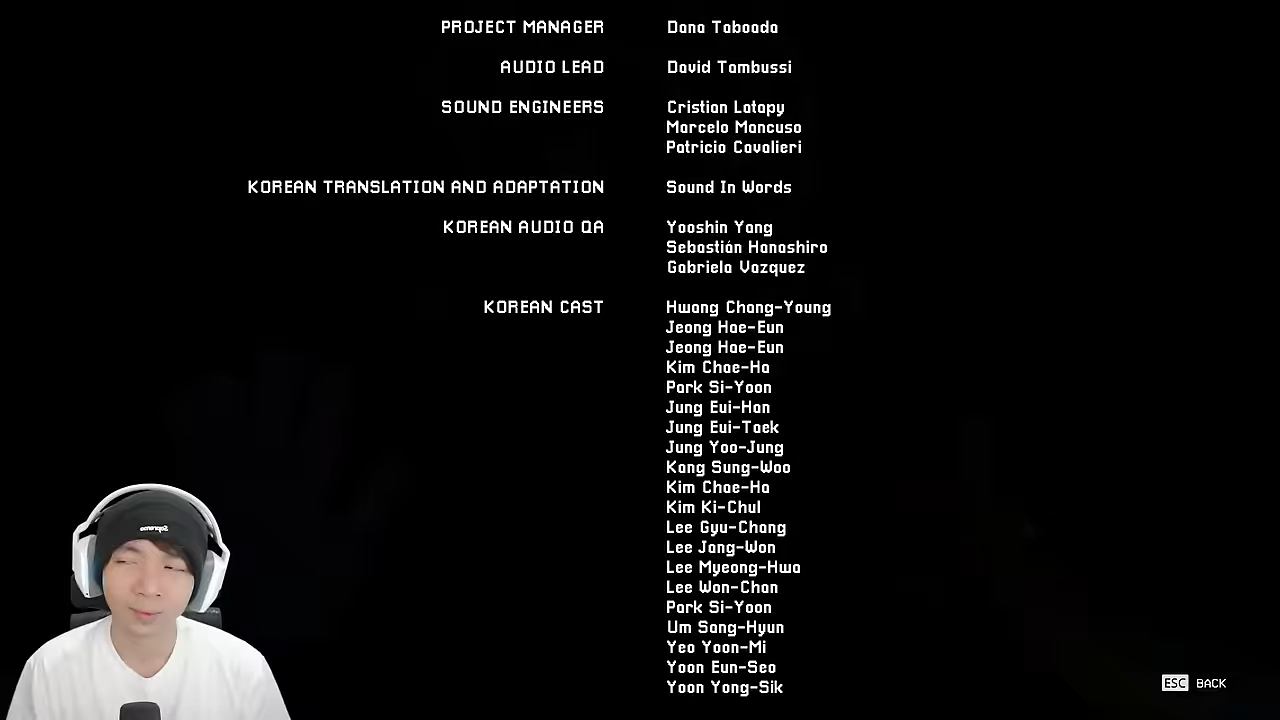 PROJECT MANAGER Dana Taboada
AUDIO LEAD David Tambussi
SOUND ENGINEERS Cristian Latapy
Marcelo Mancuso
Patricio Cavalieri
KOREAN TRANSLATION AND ADAPTATION Sound In Words
KOREAN AUDIO QA Yooshin Yang
Sebastián Hanashiro
Gabriela Vazquez
KOREAN CAST Hwang Chang-Young
Jeong Hae-Eun
Jeong Hae-Eun
Kim Chae-Ha
Park Si-Yoon
Jung Eui-Han
Jung Eui-Taek
Jung Yoo-Jung
Kang Sung-Woo
Kim Chae-Ha
Kim Ki-Chul
Lee Gyu-Chang
Lee Jang-Won
Lee Myeong-Hwa
Lee Won-Chan
Park Si-Yoon
Um Sang-Hyun
Yeo Yoon-Mi
Yoon Eun-Seo
Yoon Yong-Sik
Supreme
ESC BACK